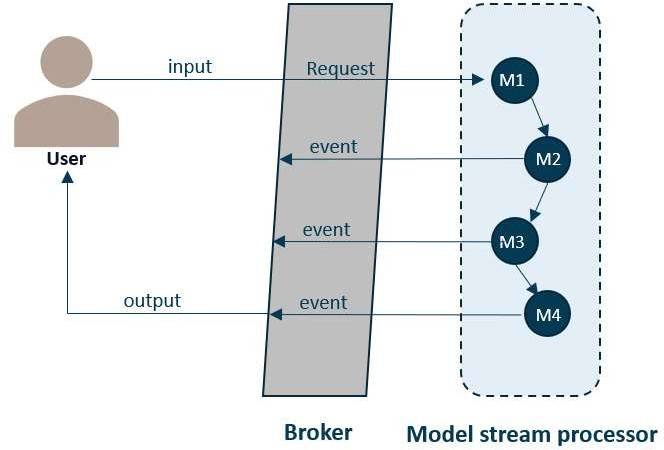 input
Request
M1
User
event
M2
event
M3
output
event
M4
Broker
Model stream processor